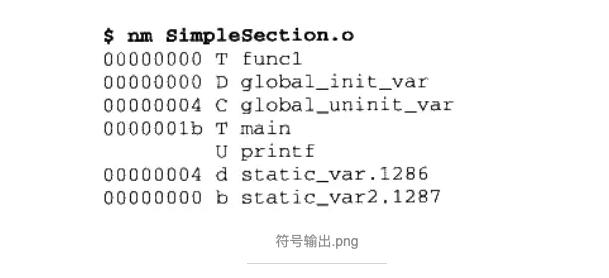 $ nm SimpleSection.o
00000000 T func1
00000000 D global_init_var
00000004 C global_uninit_var
0000001b T main
U printf
00000004 d static_var.1286
00000000 b static_var2.1287
符号输出.png